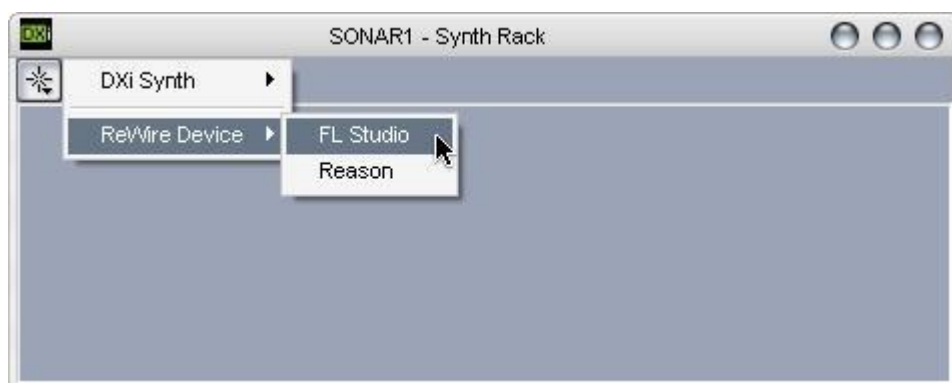 DXi
SONAR1 - Synth Rack
DXi Synth
ReWire Device
FL Studio
Reason